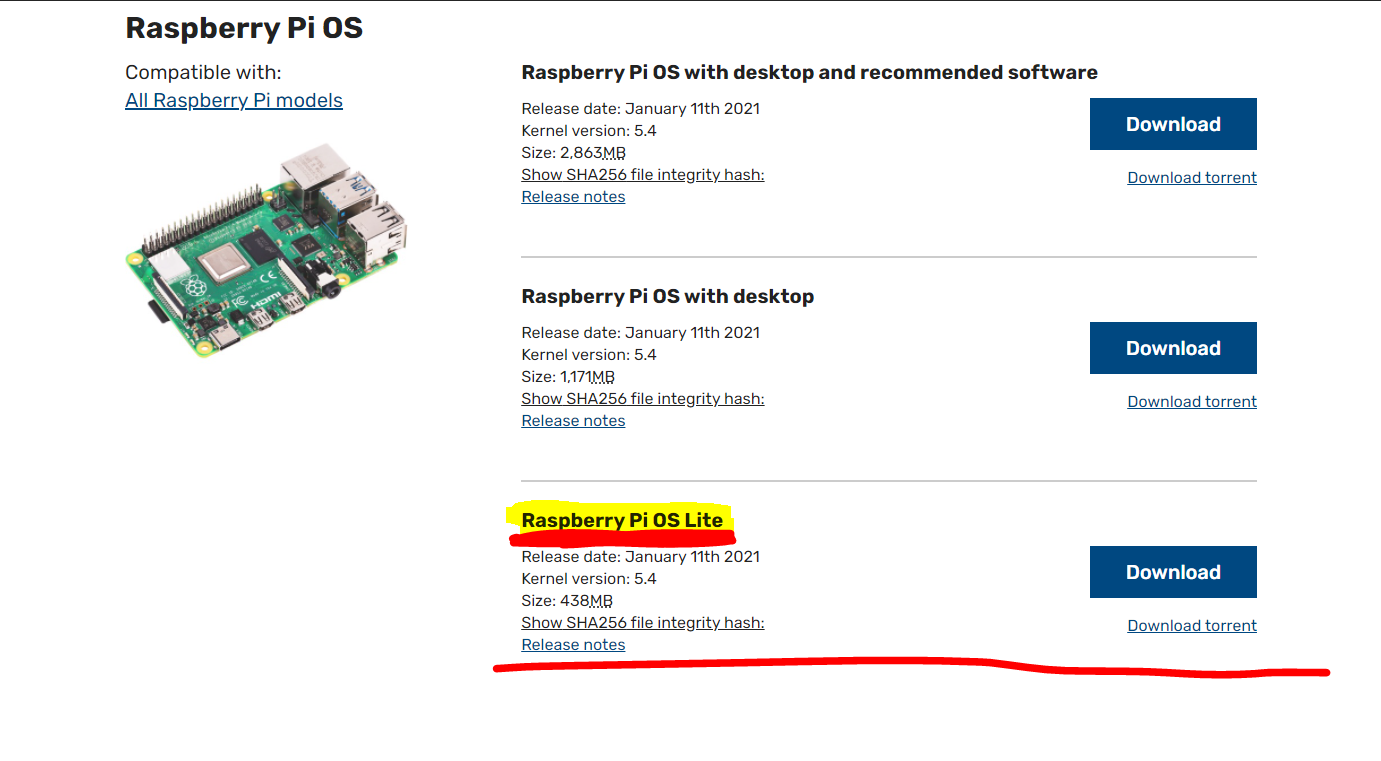 Raspberry Pi OS
Compatible with:
All Raspberry Pi models
HDMI
FC CE
Raspberry Pi OS with desktop and recommended software
Release date: January 11th 2021
Kernel version: 5.4
Size: 2,863MB
Show SHA256 file integrity hash:
Release notes
Download
Download torrent
Raspberry Pi OS with desktop
Release date: January 11th 2021
Kernel version: 5.4
Size: 1,171MB
Show SHA256 file integrity hash:
Release notes
Download
Download torrent
Raspberry Pi OS Lite
Release date: January 11th 2021
Kernel version: 5.4
Size: 438MB
Show SHA256 file integrity hash:
Release notes
Download
Download torrent